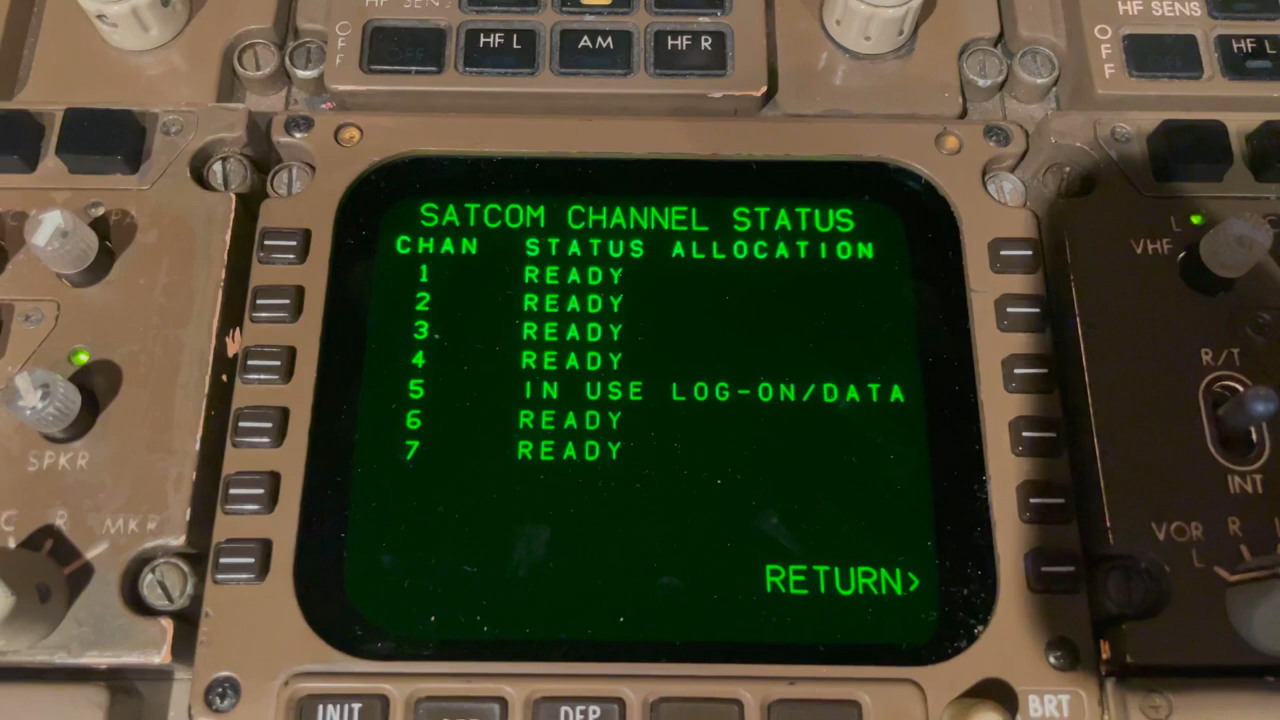 HF SENS
OFF
OFF
HF L
AM
HF R
HF SENS
OFF
HF L
SATCOM CHANNEL STATUS
CHAN STATUS ALLOCATION
1 READY
2 READY
3 READY
4 READY
5 IN USE LOG-ON/DATA
6 READY
7 READY
RETURN>
L
VHF
R/T
INT
SPKR
C R MKR
VOR R
L
INIT
DEP
BRT